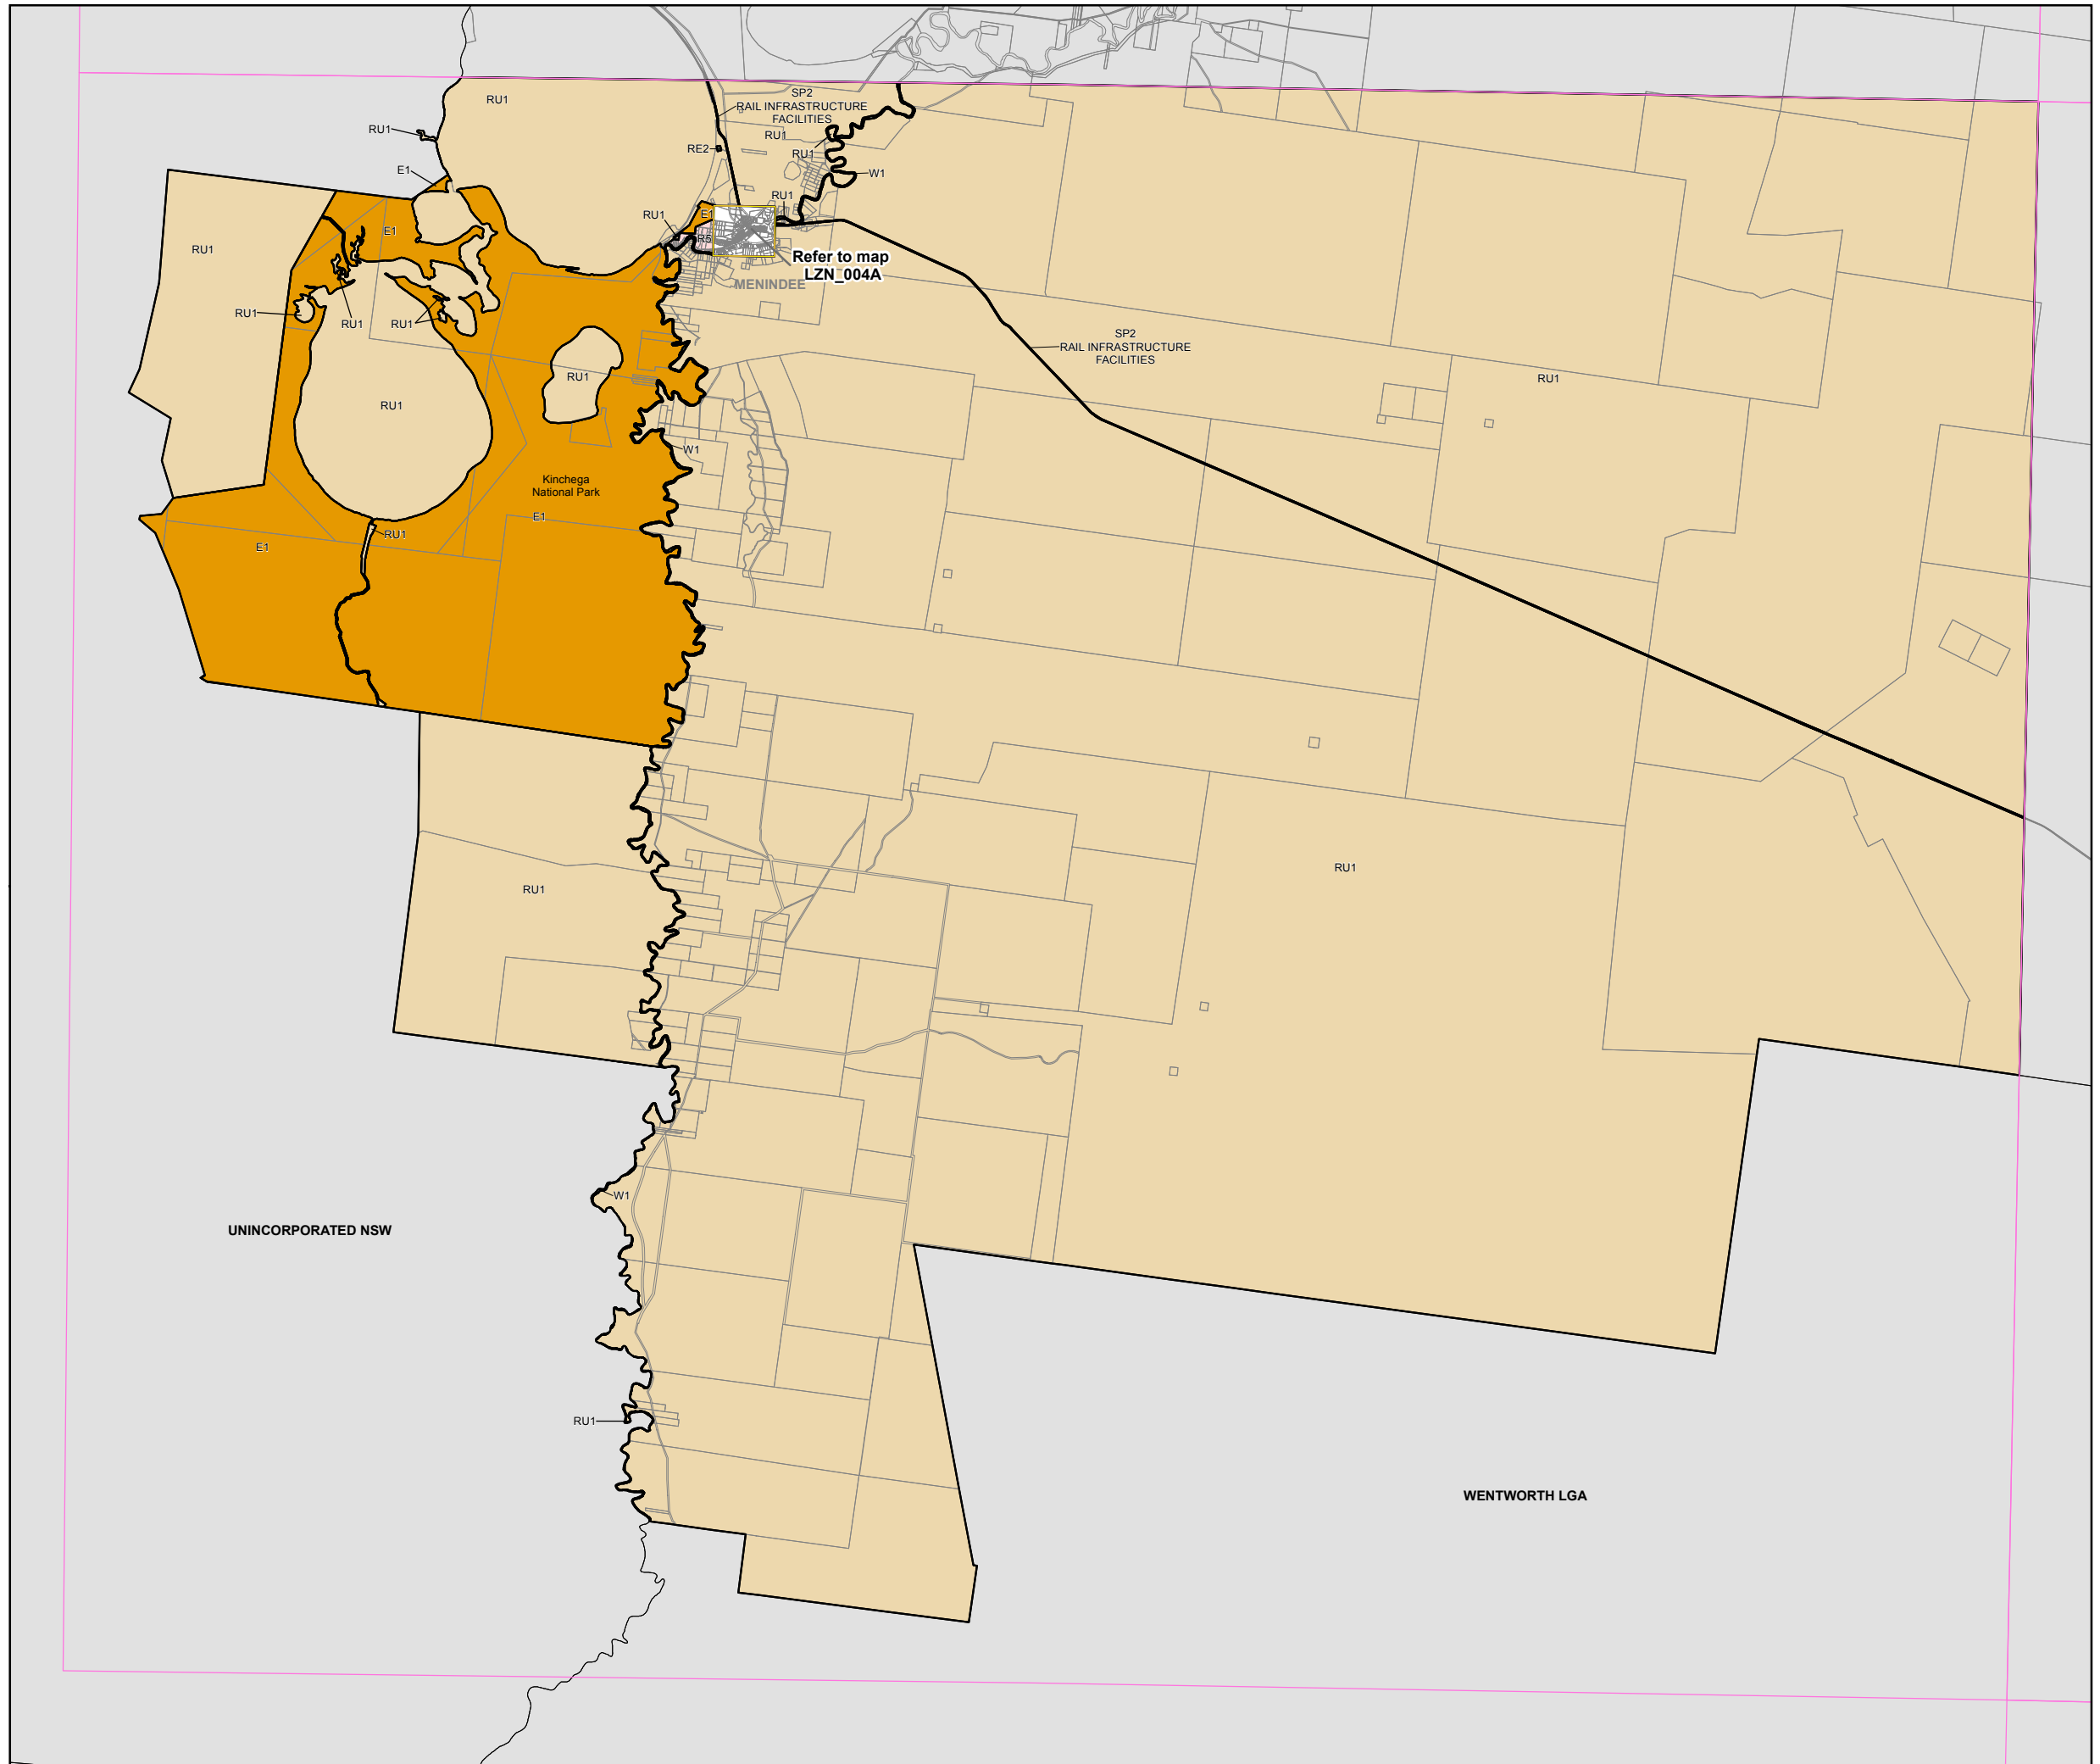 RU1
SP2
RAIL INFRASTRUCTURE
FACILITIES
RU1
RU1
RE2
RU1
E1
W1
RU1
RU1
E1
R5
E1
RU1
Refer to map
LZN_004A
MENINDEE
RU1
RU1
RU1
SP2
RAIL INFRASTRUCTURE
FACILITIES
RU1
RU1
RU1
W1
Kinchega
National Park
E1
RU1
E1
RU1
RU1
W1
UNINCORPORATED NSW
RU1
WENTWORTH LGA